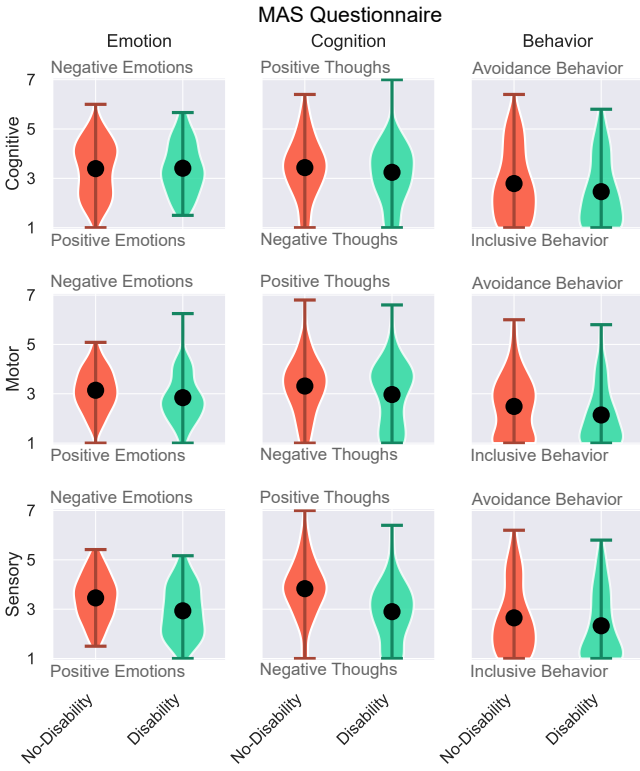 MAS Questionnaire
Emotion Cognition Behavior
Negative Emotions Positive Thoughs Avoidance Behavior
7 5 3 1
Cognitive
Positive Emotions Negative Thoughs Inclusive Behavior
Negative Emotions Positive Thoughs Avoidance Behavior
7 5 3 1
Motor
Positive Emotions Negative Thoughs Inclusive Behavior
Negative Emotions Positive Thoughs Avoidance Behavior
7 5 3 1
Sensory
Positive Emotions Negative Thoughs Inclusive Behavior
No-Disability Disability No-Disability Disability No-Disability Disability